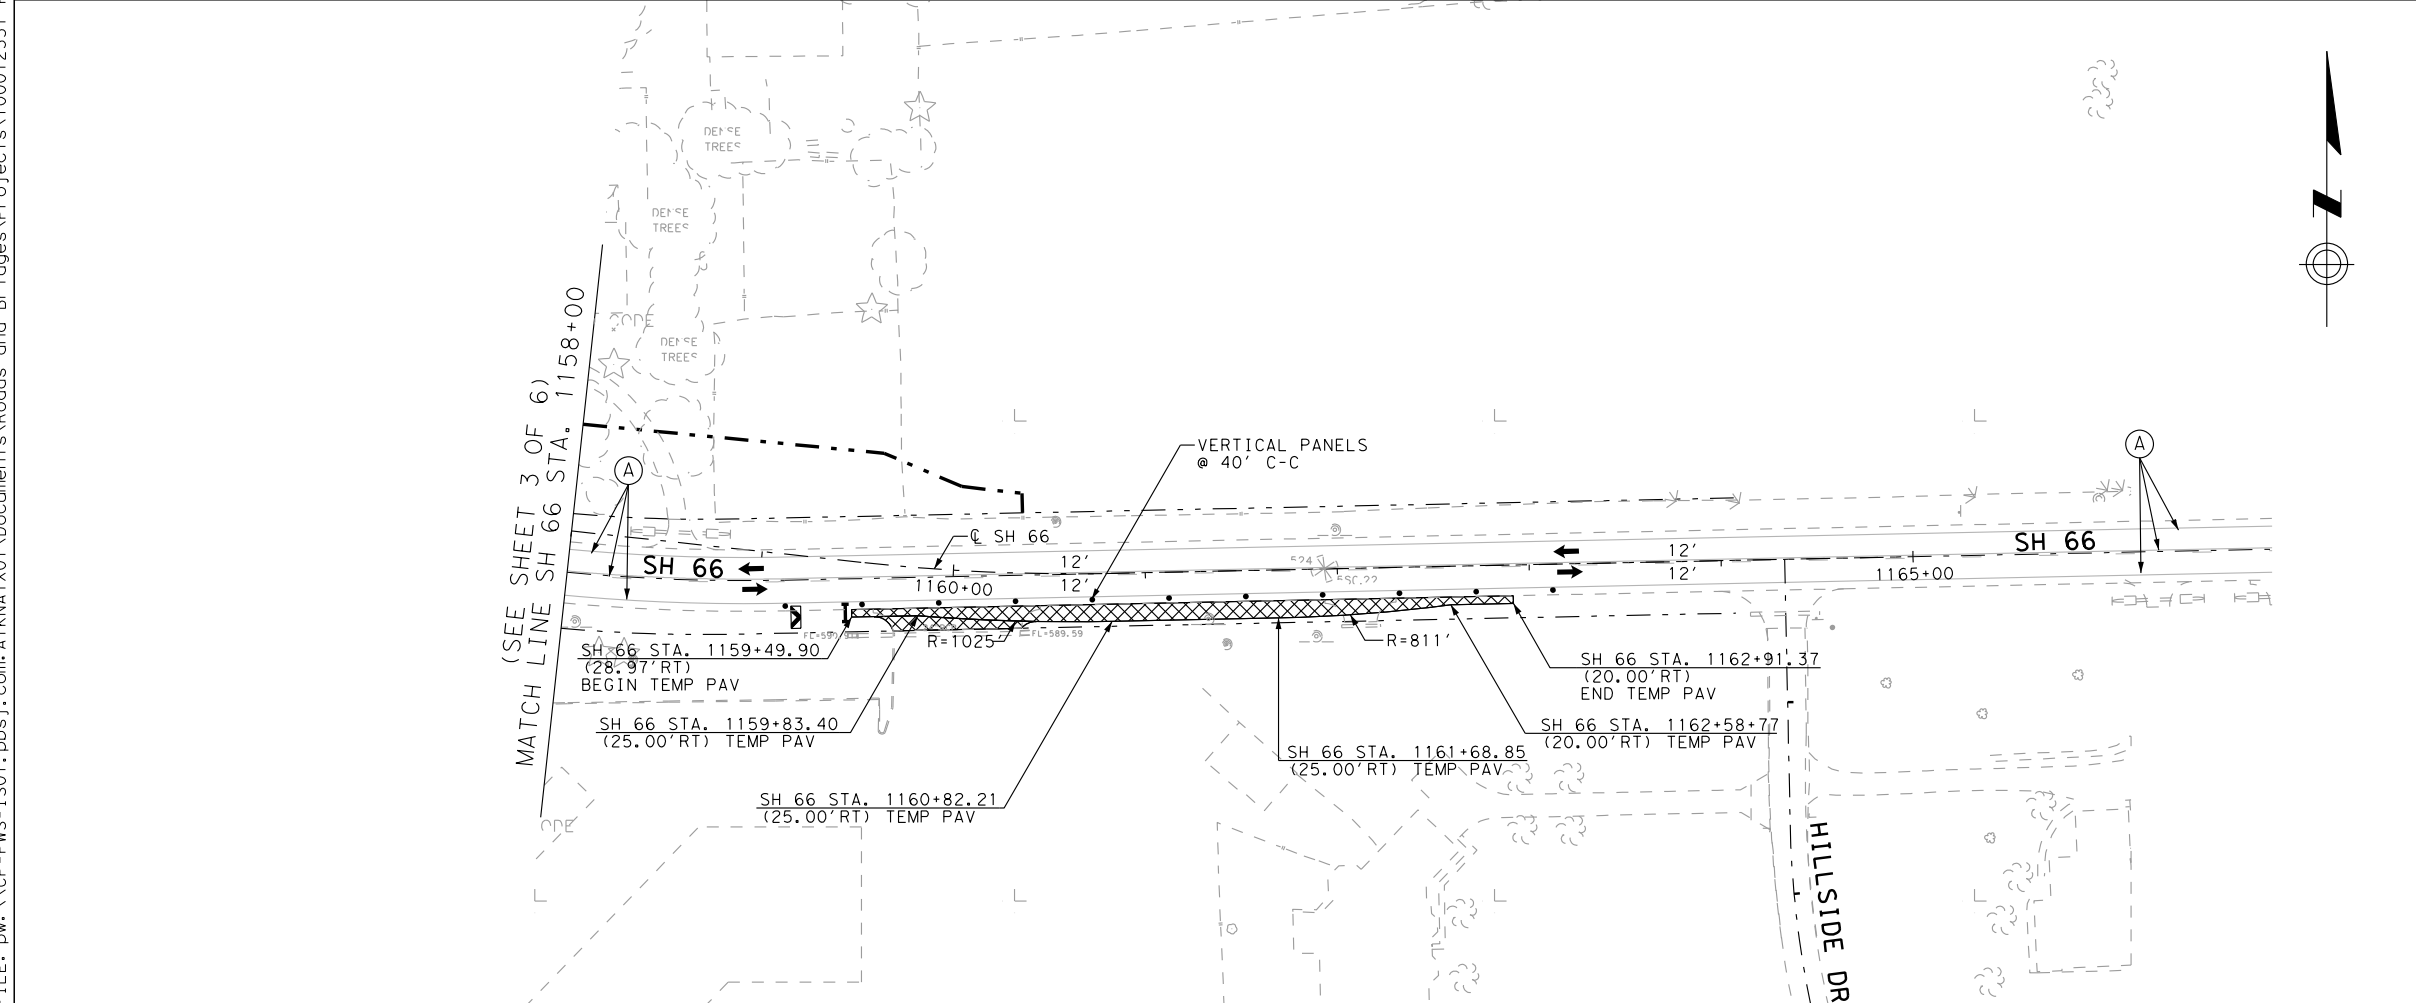 DENSE
TREES
DENSE
TREES
DENSE
TREES
(SEE SHEET 3 OF 6)
MATCH LINE SH 66 STA. 1158+00
A
A
VERTICAL PANELS
@ 40' C-C
℄ SH 66
SH 66
12'
12'
1160+00
12'
12'
1165+00
SH 66
FL=589.59
R=1025'
R=811'
SH 66 STA. 1159+49.90
(28.97'RT)
BEGIN TEMP PAV
SH 66 STA. 1159+83.40
(25.00'RT) TEMP PAV
SH 66 STA. 1160+82.21
(25.00'RT) TEMP PAV
SH 66 STA. 1161+68.85
(25.00'RT) TEMP PAV
SH 66 STA. 1162+58+77
(20.00'RT) TEMP PAV
SH 66 STA. 1162+91.37
(20.00'RT)
END TEMP PAV
HILLSIDE DR